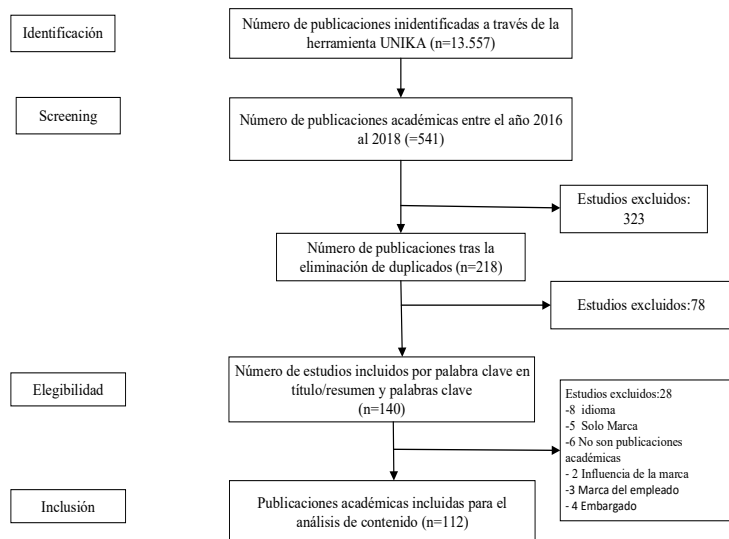 Identificación
Número de publicaciones inidentificadas a través de la
herramienta UNIKA (n=13.557)
Screening
Número de publicaciones académicas entre el año 2016
al 2018 (=541)
Estudios excluidos:
323
Número de publicaciones tras la
eliminación de duplicados (n=218)
Estudios excluidos:78
Elegibilidad
Número de estudios incluidos por palabra clave en
título/resumen y palabras clave
(n=140)
Estudios excluidos:28
-8 idioma
-5 Solo Marca
-6 No son publicaciones
académicas
- 2 Influencia de la marca
-3 Marca del empleado
- 4 Embargado
Inclusión
Publicaciones académicas incluidas para el
análisis de contenido (n=112)